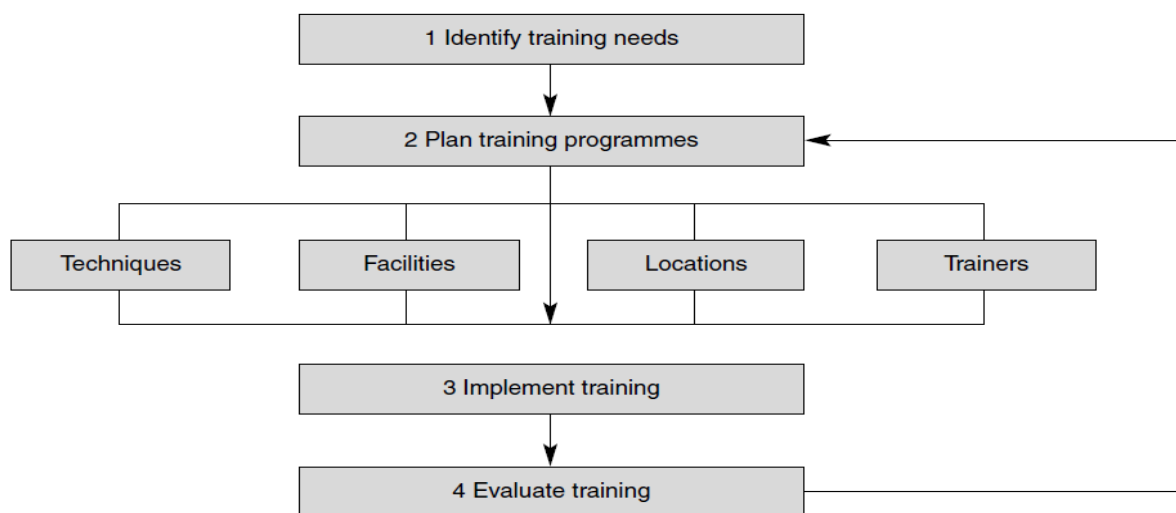 1 Identify training needs
2 Plan training programmes
Techniques
Facilities
Locations
Trainers
3 Implement training
4 Evaluate training